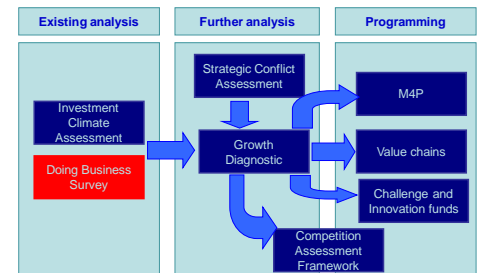 Existing analysis
Further analysis
Programming
Strategic Conflict
Assessment
M4P
Investment
Climate
Assessment
Growth
Diagnostic
Value chains
Doing Business
Survey
Challenge and
Innovation funds
Competition
Assessment
Framework